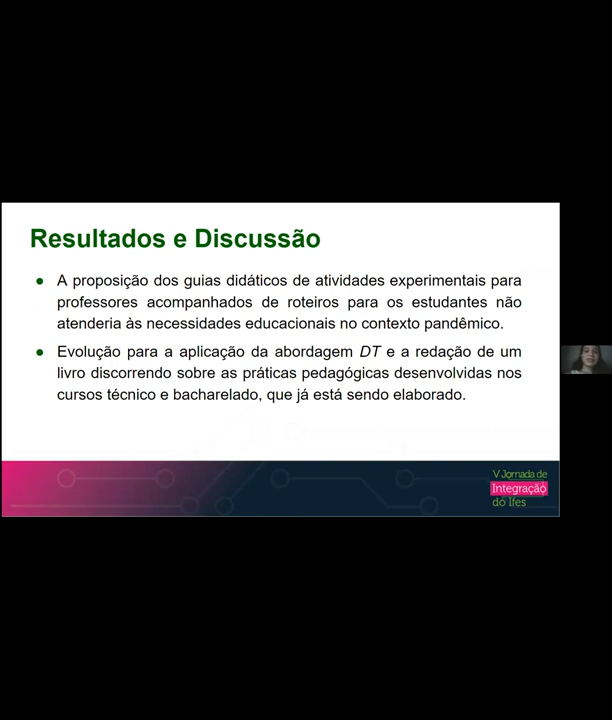 Resultados e Discussão
● A proposição dos guias didáticos de atividades experimentais para
professores acompanhados de roteiros para os estudantes não
atenderia às necessidades educacionais no contexto pandêmico.
● Evolução para a aplicação da abordagem DT e a redação de um
livro discorrendo sobre as práticas pedagógicas desenvolvidas nos
cursos técnico e bacharelado, que já está sendo elaborado.
V Jornada de
Integração
do Ifes